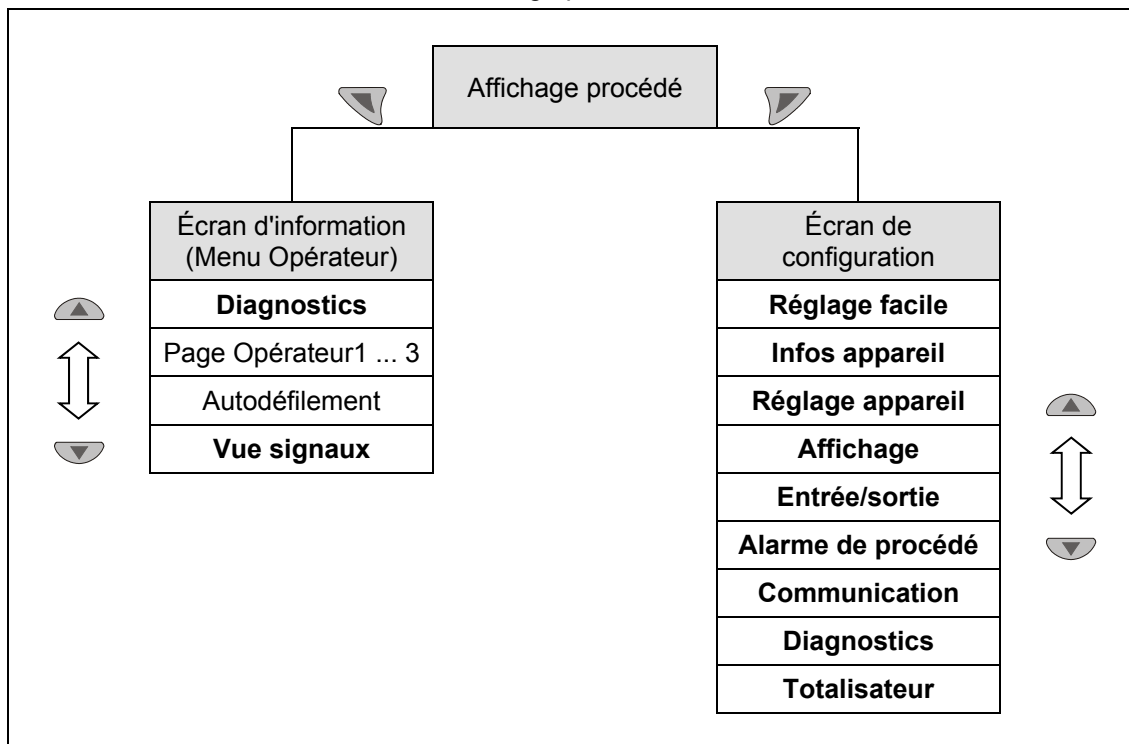 Affichage procédé
Écran d'information
(Menu Opérateur)
Diagnostics
Page Opérateur1 ... 3
Autodéfilement
Vue signaux
Écran de
configuration
Réglage facile
Infos appareil
Réglage appareil
Affichage
Entrée/sortie
Alarme de procédé
Communication
Diagnostics
Totalisateur